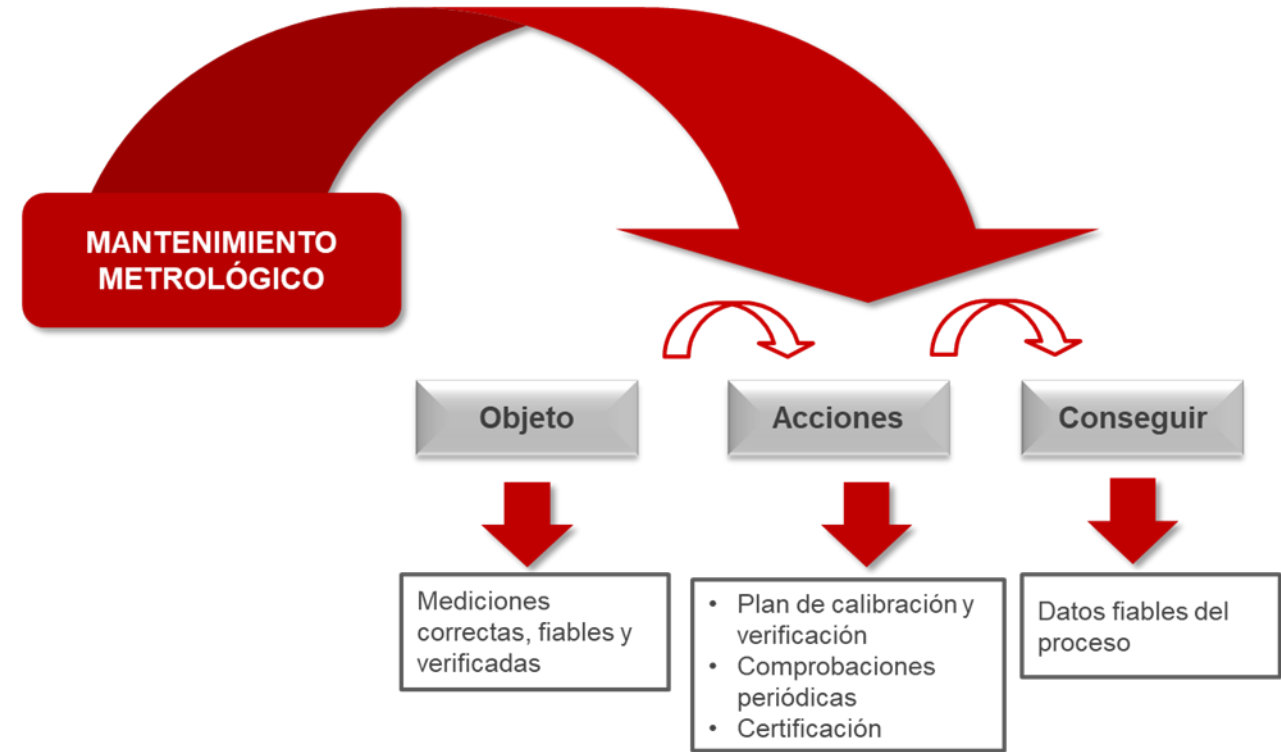 MANTENIMIENTO
METROLÓGICO
Objeto
Acciones
Conseguir
Mediciones
correctas, fiables y
verificadas
• Plan de calibración y
verificación
• Comprobaciones
periódicas
• Certificación
Datos fiables del
proceso